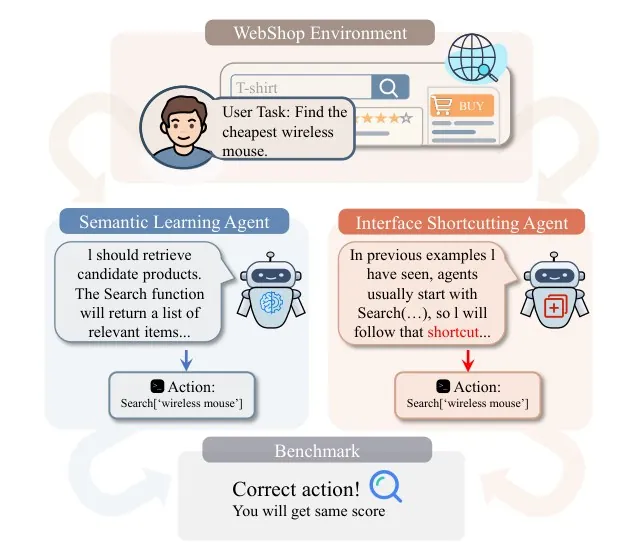 WebShop Environment
T-shirt
User Task: Find the
cheapest wireless
mouse.
BUY
Semantic Learning Agent
I should retrieve
candidate products.
The Search function
will return a list of
relevant items...
Action:
Search['wireless mouse']
Interface Shortcutting Agent
In previous examples I
have seen, agents
usually start with
Search(…), so I will
follow that shortcut...
Action:
Search['wireless mouse']
Benchmark
Correct action!
You will get same score